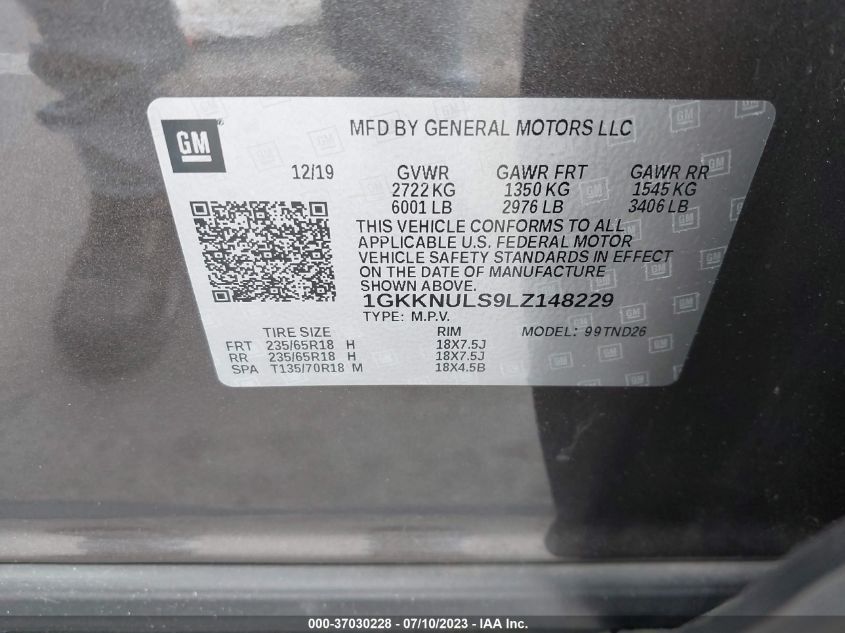 GM
MFD BY GENERAL MOTORS LLC
12/19 GVWR GAWR FRT GAWR RR
2722 KG 1350 KG 1545 KG
6001 LB 2976 LB 3406 LB
THIS VEHICLE CONFORMS TO ALL
APPLICABLE U.S. FEDERAL MOTOR
VEHICLE SAFETY STANDARDS IN EFFECT
ON THE DATE OF MANUFACTURE
SHOWN ABOVE.
1GKKNULS9LZ148229
TYPE: M.P.V. MODEL: 99TND26
TIRE SIZE RIM
FRT 235/65R18 H 18X7.5J
RR 235/65R18 H 18X7.5J
SPA T135/70R18 M 18X4.5B
000-37030228 - 07/10/2023 - IAA Inc.